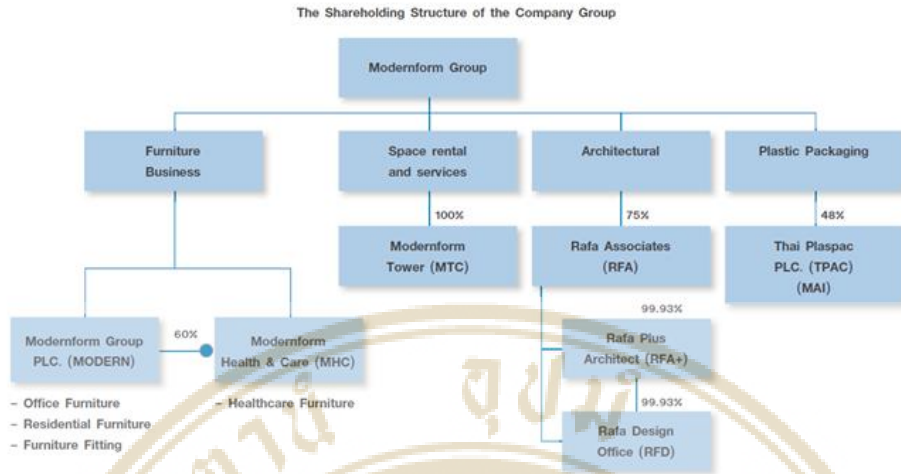 The Shareholding Structure of the Company Group
Modernform Group
Furniture
Business
Space rental
and services
Architectural
Plastic Packaging
100%
75%
48%
Modernform
Tower (MTC)
Rafa Associates
(RFA)
Thai Plaspac
PLC. (TPAC)
(MAI)
Modernform Group
PLC. (MODERN)
60%
Modernform
Health & Care (MHC)
99.93%
Rafa Plus
Architect (RFA+)
– Office Furniture
– Residential Furniture
– Furniture Fitting
– Healthcare Furniture
99.93%
Rafa Design
Office (RFD)